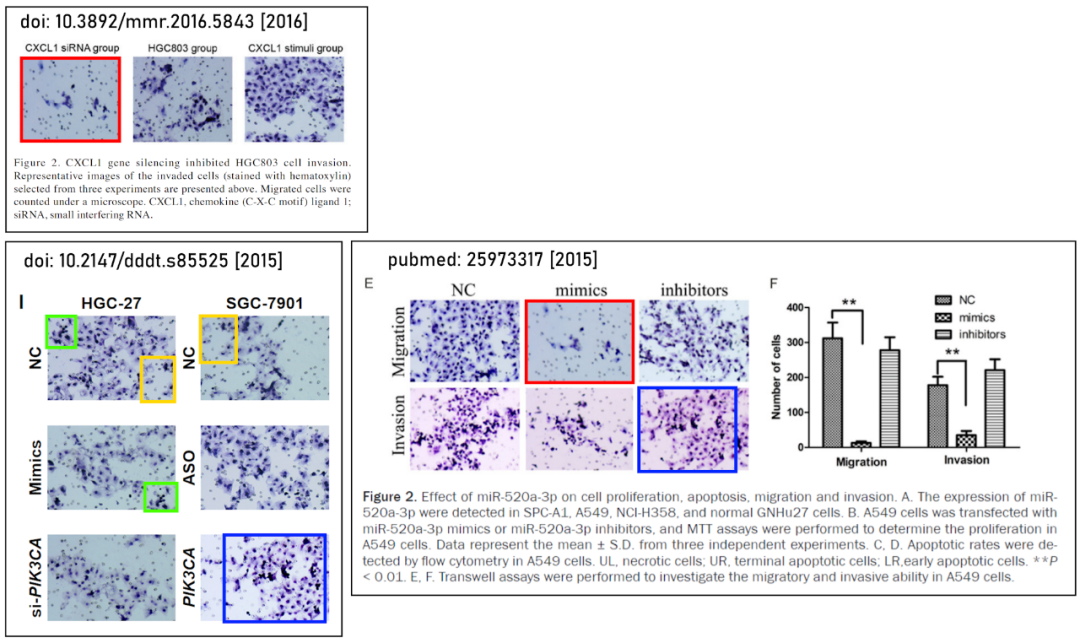 doi: 10.3892/mmr.2016.5843 [2016]
CXCL1 siRNA group HGC803 group CXCL1 stimuli group
Figure 2. CXCL1 gene silencing inhibited HGC803 cell invasion.
Representative images of the invaded cells (stained with hematoxylin)
selected from three experiments are presented above. Migrated cells were
counted under a microscope. CXCL1, chemokine (C-X-C motif) ligand 1;
siRNA, small interfering RNA.
doi: 10.2147/dddt.s85525 [2015]
I
HGC-27 SGC-7901
NC NC
Mimics ASO
si-PIK3CA PIK3CA
pubmed: 25973317 [2015]
E
NC mimics inhibitors
Migration
Invasion
F
Number of cells
400
300
200
100
0
** **
NC
mimics
inhibitors
Migration Invasion
Figure 2. Effect of miR-520a-3p on cell proliferation, apoptosis, migration and invasion. A. The expression of miR-
520a-3p were detected in SPC-A1, A549, NCI-H358, and normal GNHu27 cells. B. A549 cells was transfected with
miR-520a-3p mimics or miR-520a-3p inhibitors, and MTT assays were performed to determine the proliferation in
A549 cells. Data represent the mean ± S.D. from three independent experiments. C, D. Apoptotic rates were de-
tected by flow cytometry in A549 cells. UL, necrotic cells; UR, terminal apoptotic cells; LR,early apoptotic cells. **P
< 0.01. E, F. Transwell assays were performed to investigate the migratory and invasive ability in A549 cells.